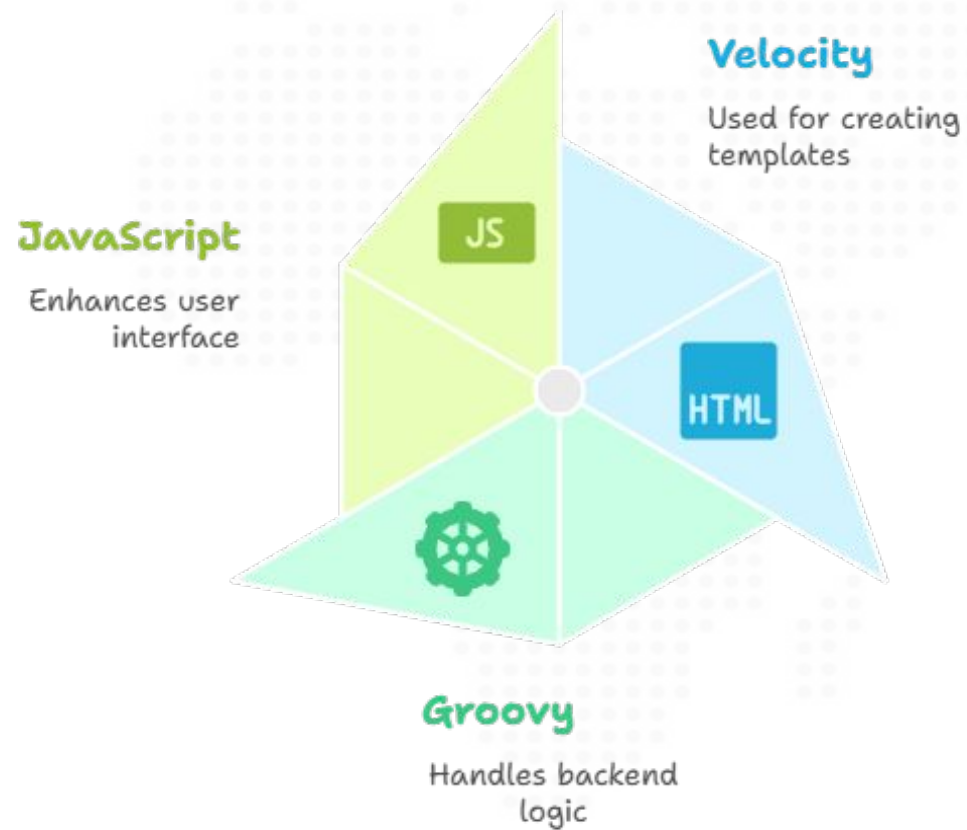 Velocity
Used for creating
templates
JS
JavaScript
Enhances user
interface
HTML
Groovy
Handles backend
logic